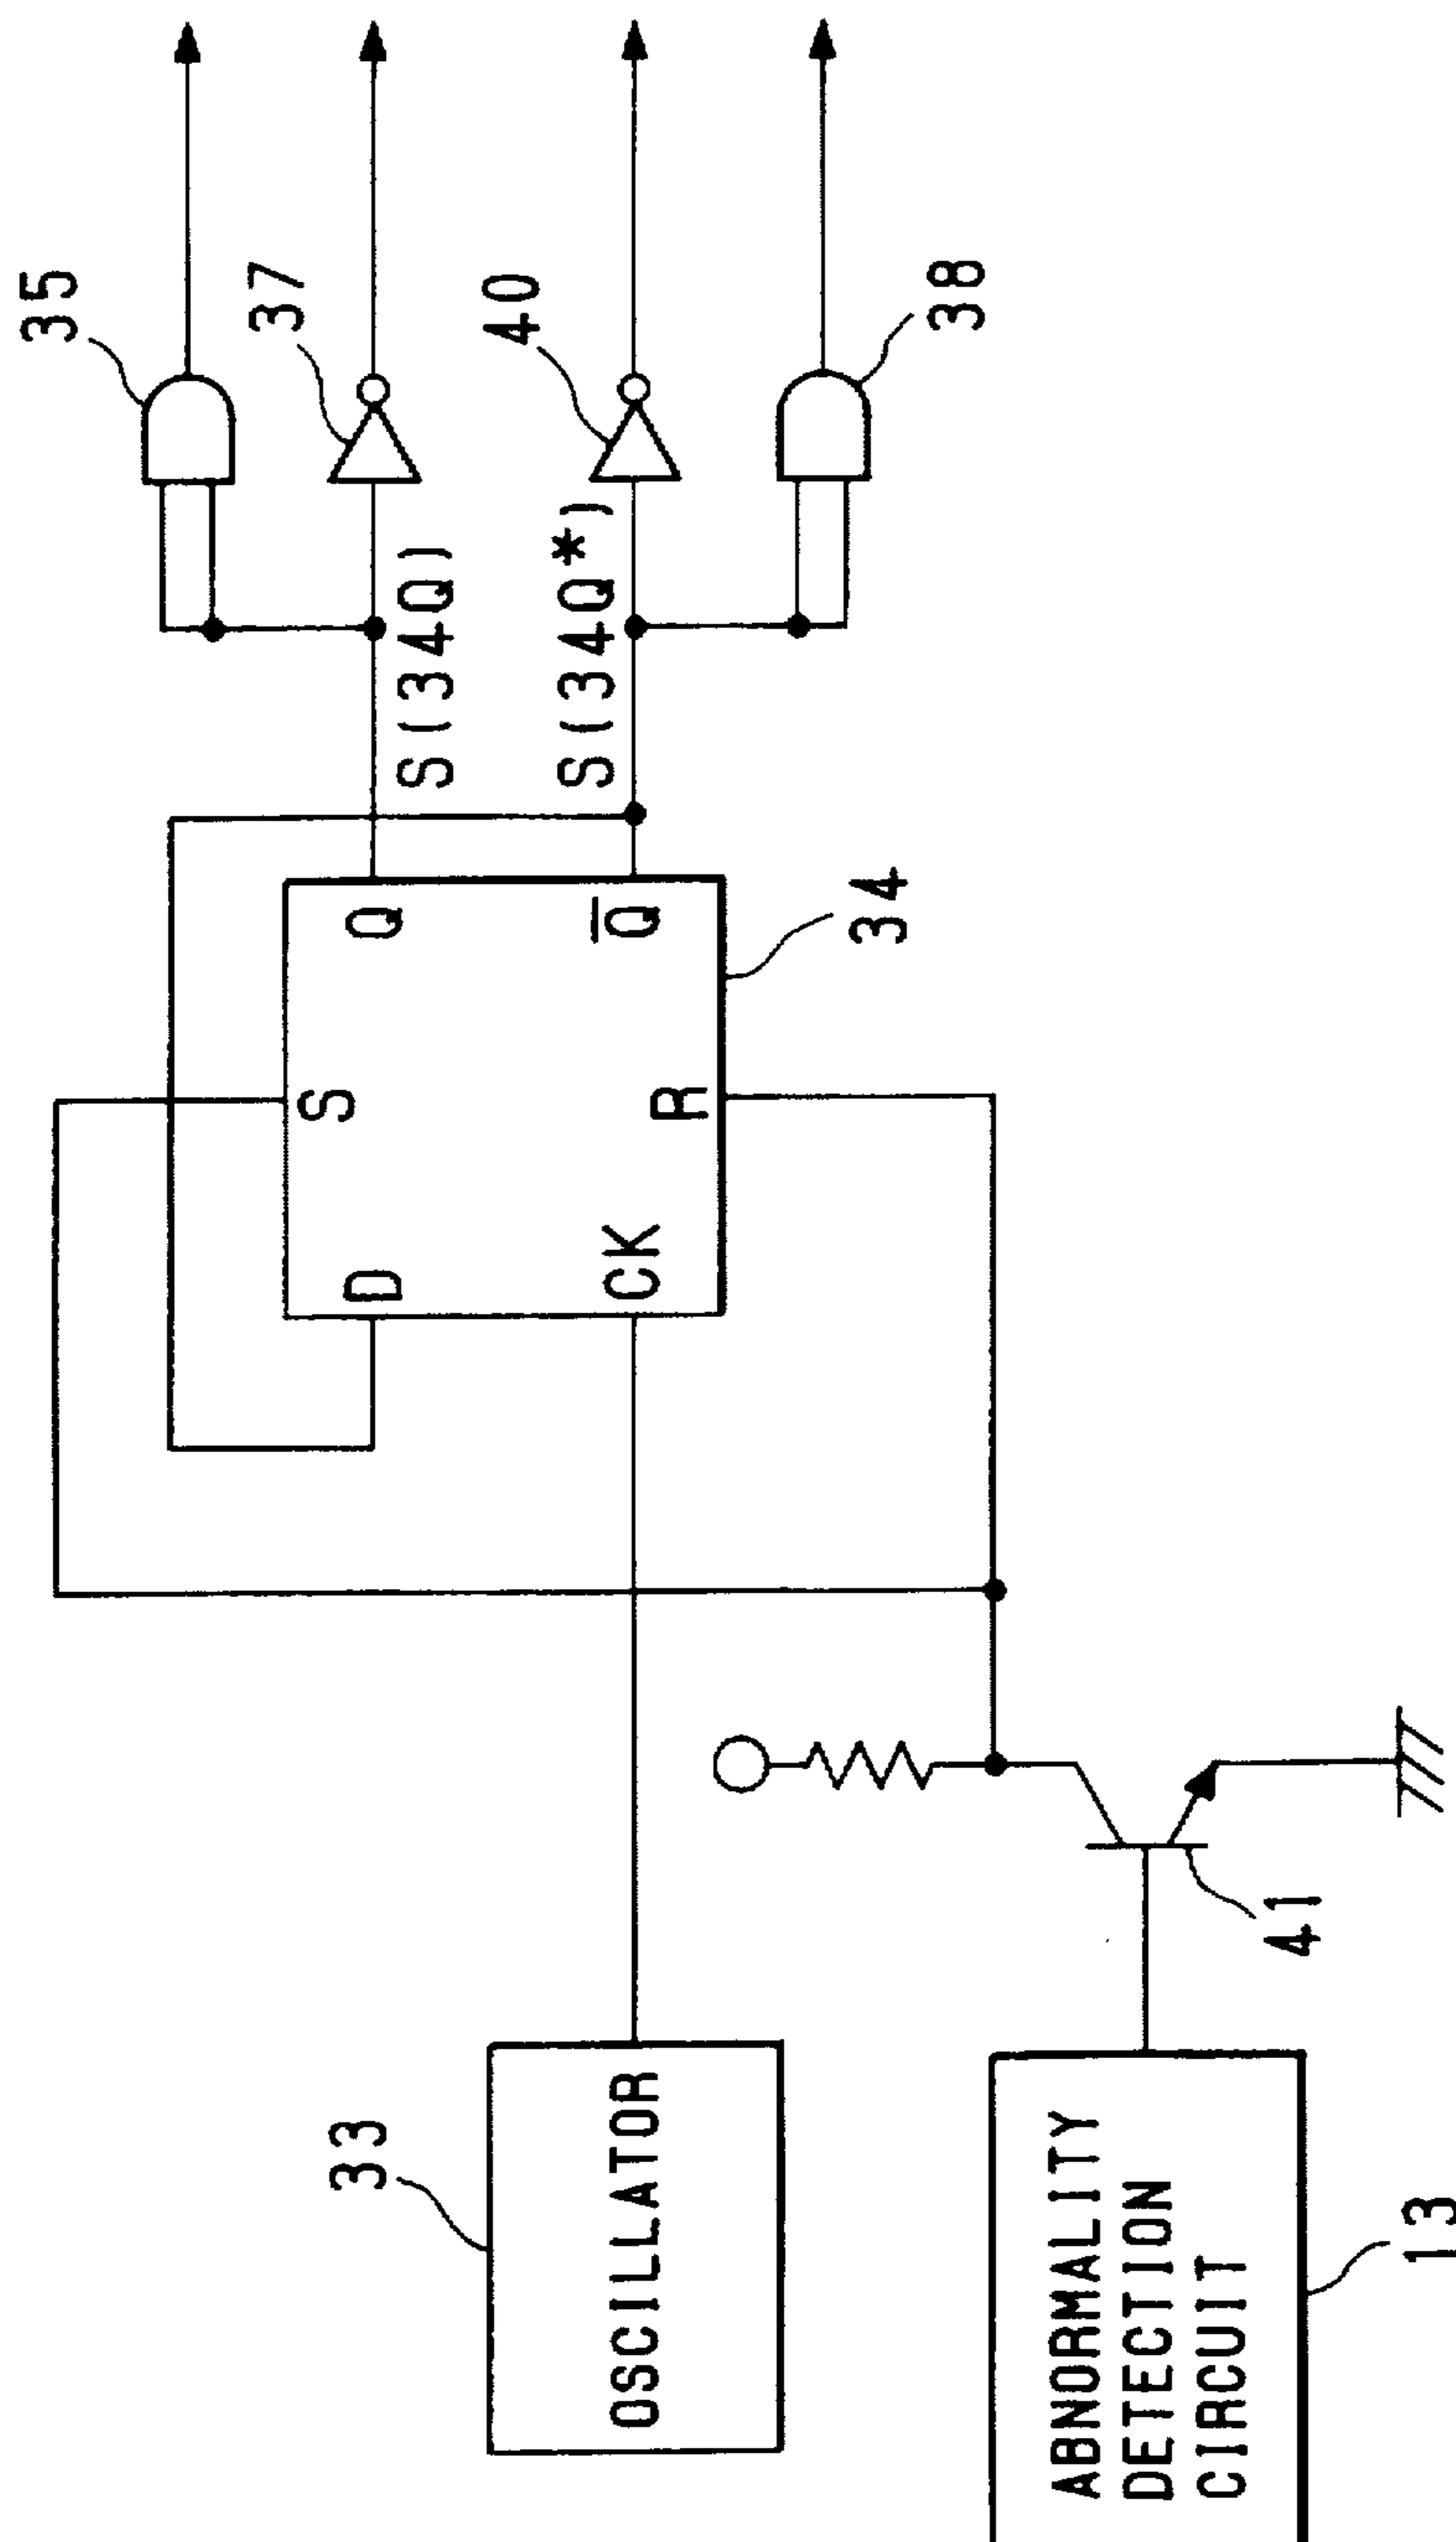 35
37
40
38
S(34Q)
S(34Q*)
Q
Q̅
S
R
D
CK
34
33
OSCILLATOR
41
ABNORMALITY
DETECTION
CIRCUIT
13